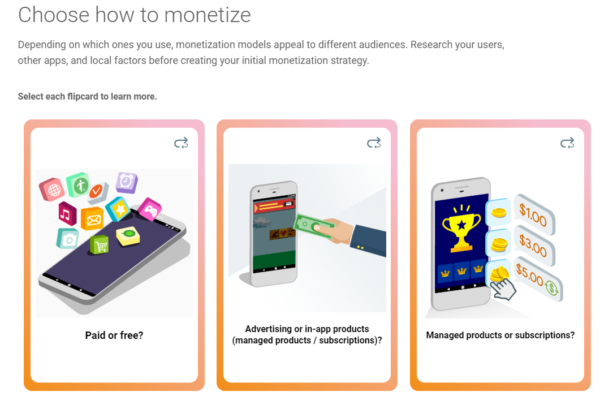 Choose how to monetize
Depending on which ones you use, monetization models appeal to different audiences. Research your users,
other apps, and local factors before creating your initial monetization strategy.
Select each flipcard to learn more.
$1.00
$3.00
$5.00
Paid or free?
Advertising or in-app products
(managed products / subscriptions)?
Managed products or subscriptions?